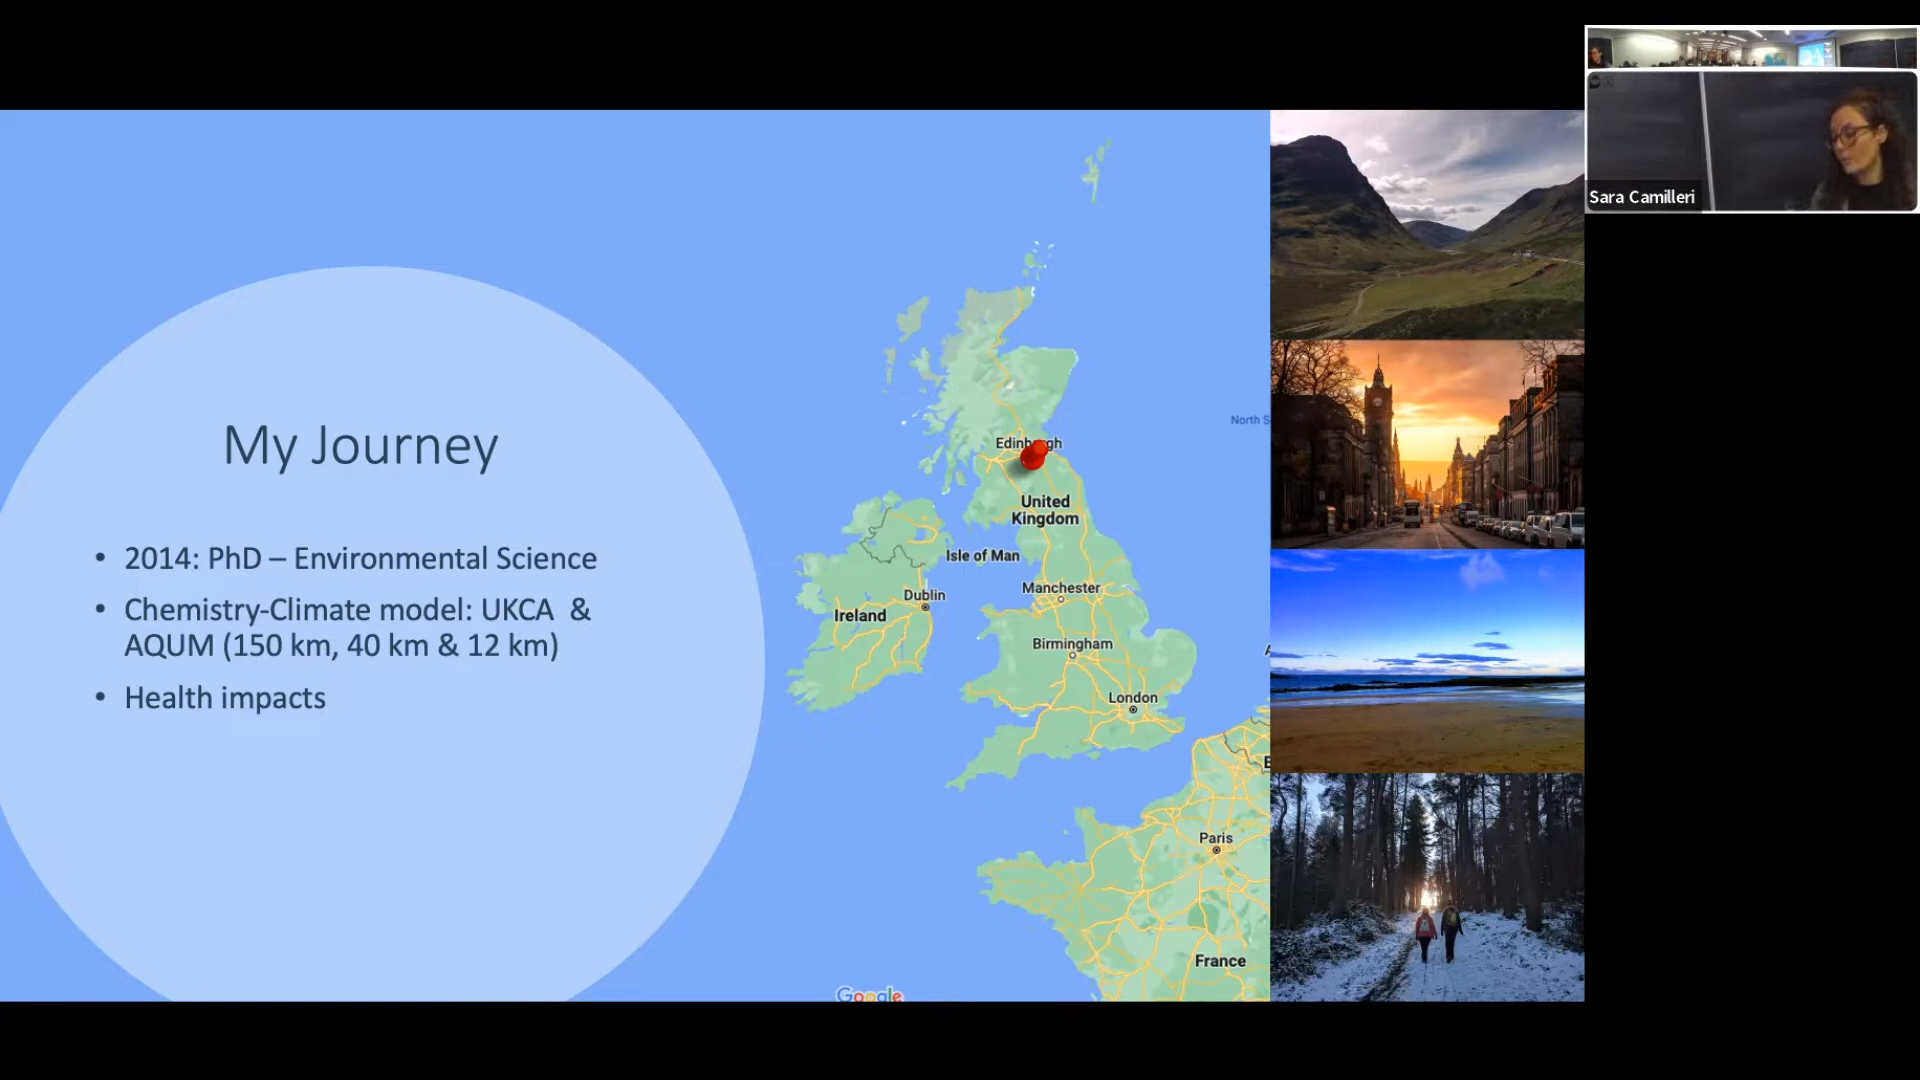 My Journey
• 2014: PhD – Environmental Science
• Chemistry-Climate model: UKCA &
AQUM (150 km, 40 km & 12 km)
• Health impacts
North S
Edinburgh
United
Kingdom
Isle of Man
Manchester
Dublin
Ireland
Birmingham
London
Paris
France
Google
Sara Camilleri